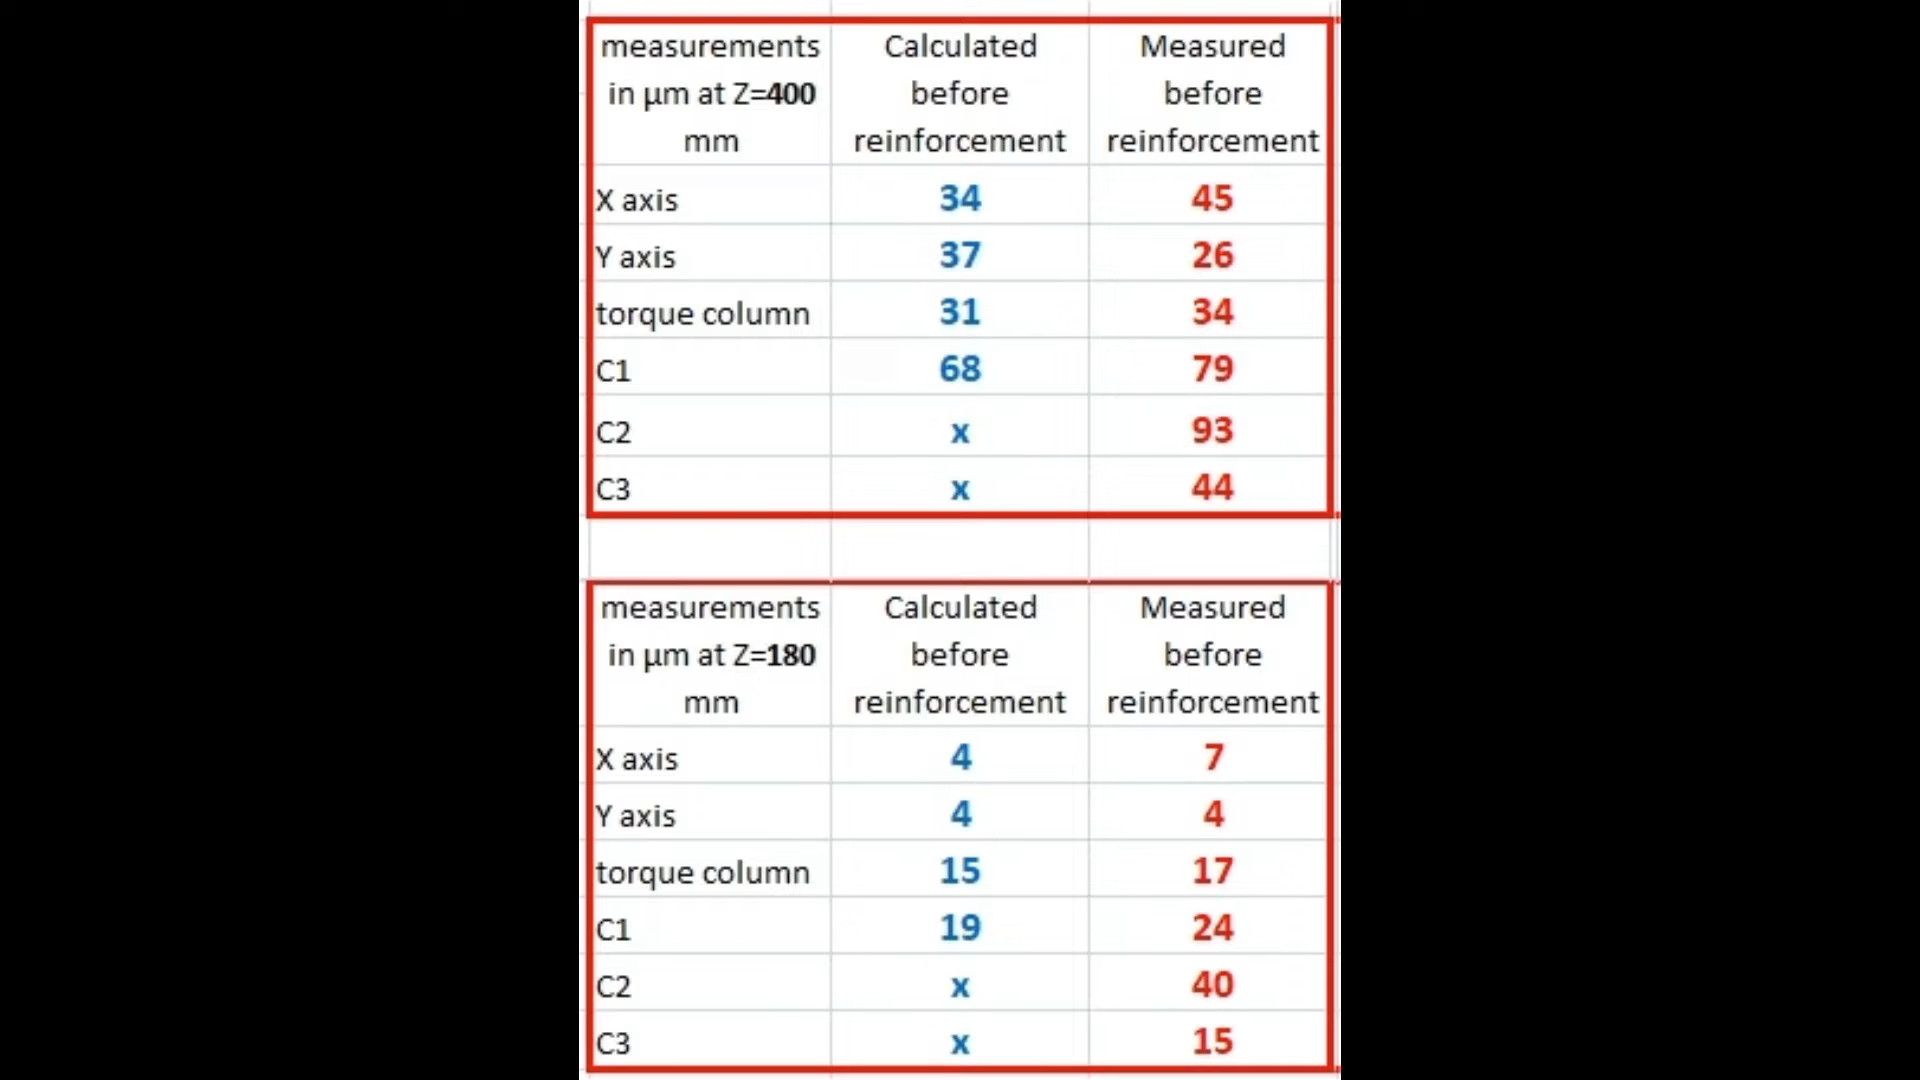 measurements Calculated Measured
in µm at Z=400 before before
mm reinforcement reinforcement
X axis 34 45
Y axis 37 26
torque column 31 34
C1 68 79
C2 x 93
C3 x 44
measurements Calculated Measured
in µm at Z=180 before before
mm reinforcement reinforcement
X axis 4 7
Y axis 4 4
torque column 15 17
C1 19 24
C2 x 40
C3 x 15